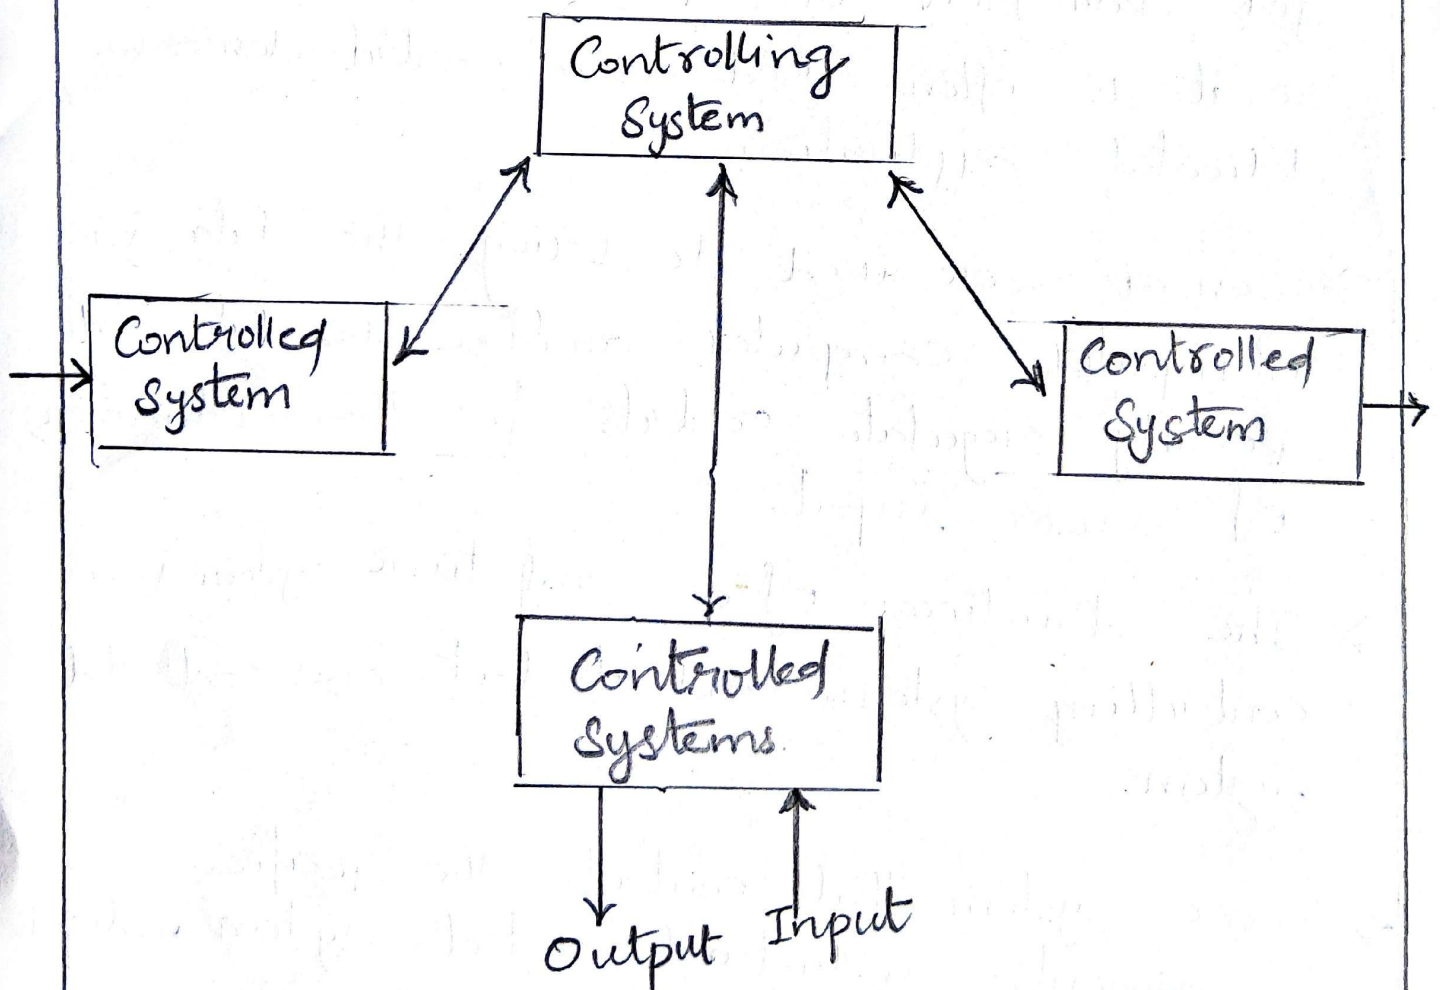 Controlling
System
Controlled
System
Controlled
System
Controlled
Systems
Output
Input